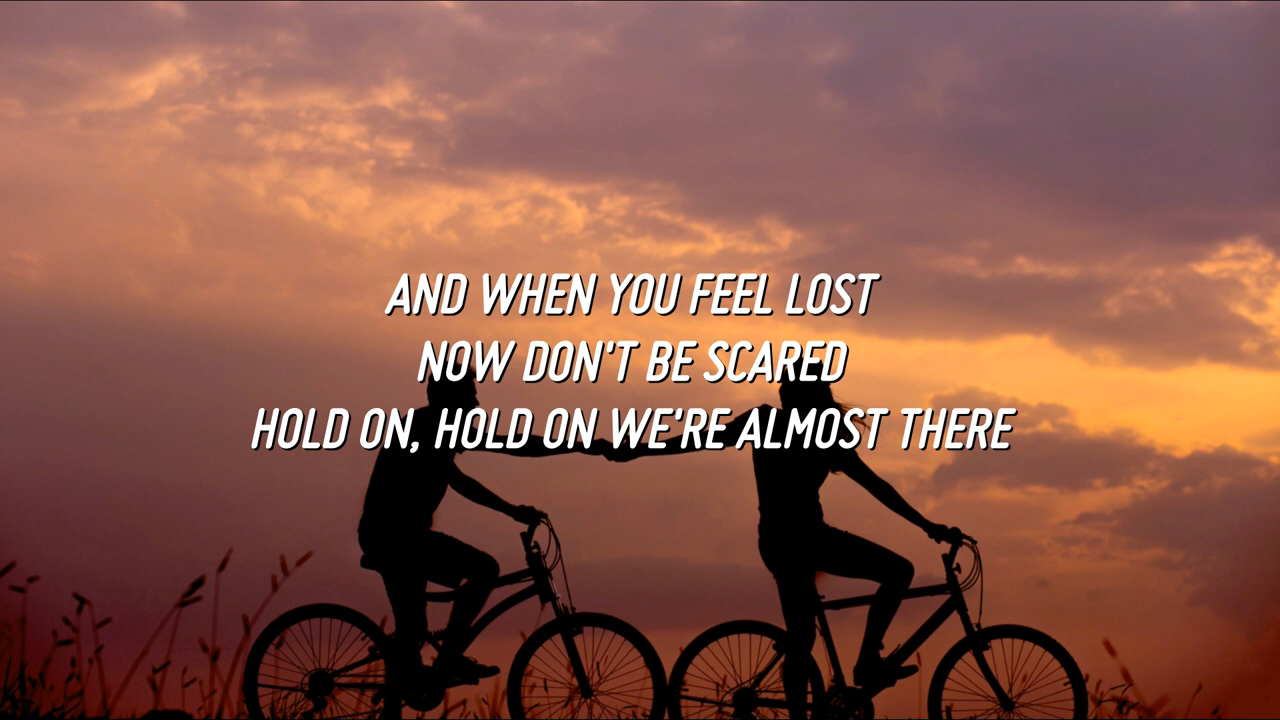 AND WHEN YOU FEEL LOST
NOW DON'T BE SCARED
HOLD ON, HOLD ON WE'RE ALMOST THERE